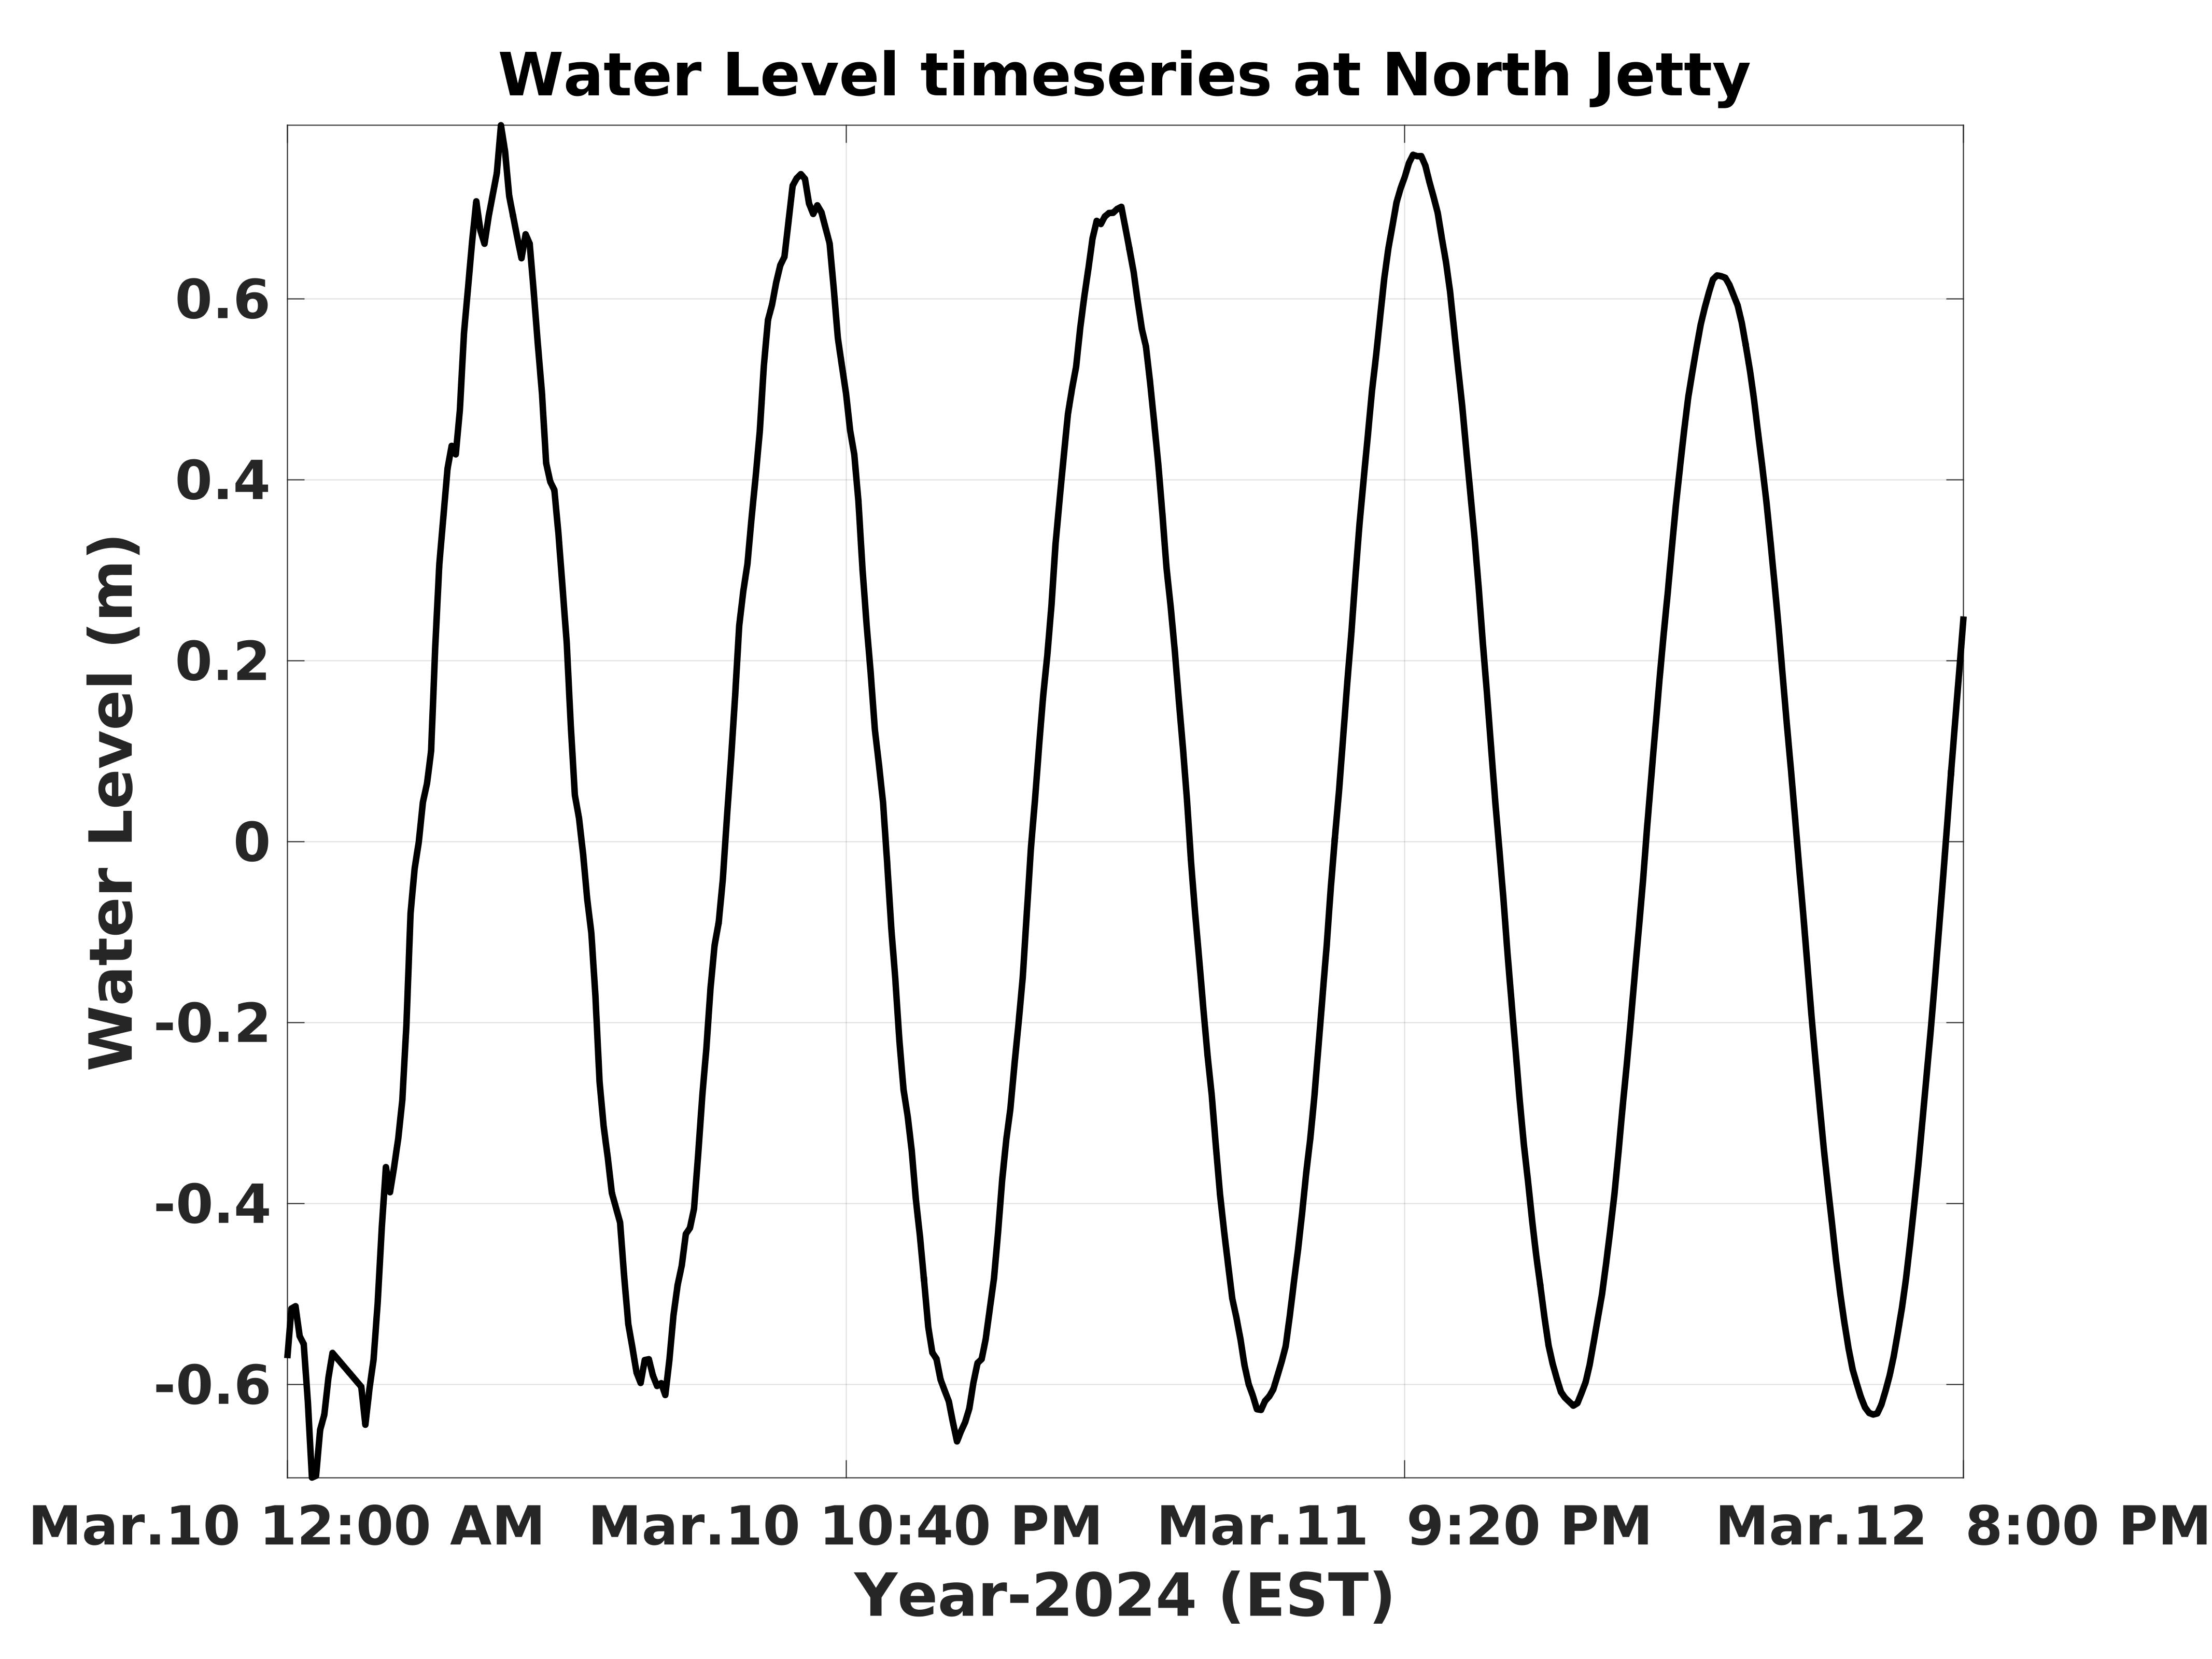 Water Level timeseries at North Jetty
Water Level (m)
0.6
0.4
0.2
0
-0.2
-0.4
-0.6
Mar.10 12:00 AM Mar.10 10:40 PM Mar.11 9:20 PM Mar.12 8:00 PM
Year-2024 (EST)